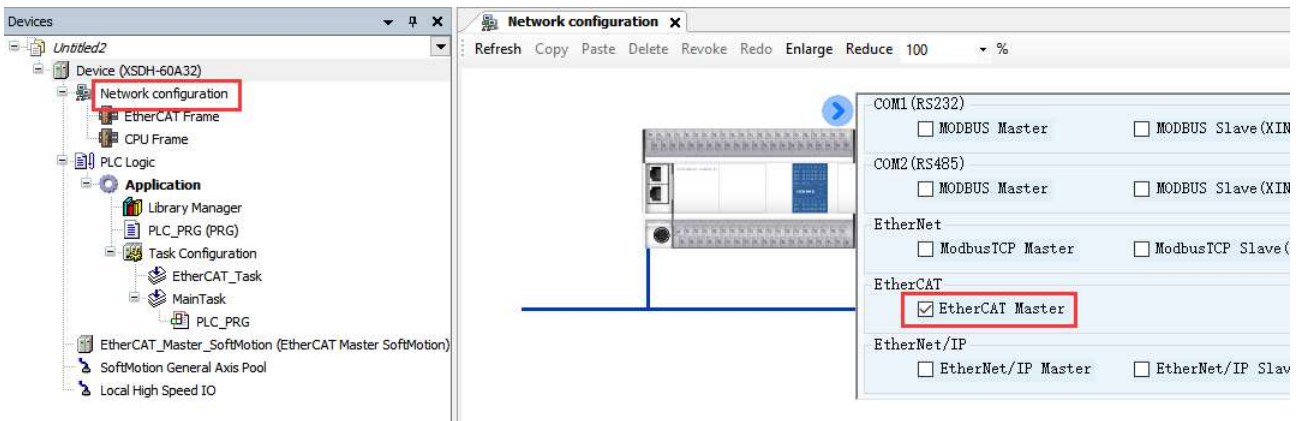 Devices
Untitled2
Device (XSDH-60A32)
Network configuration
EtherCAT Frame
CPU Frame
PLC Logic
Application
Library Manager
PLC_PRG (PRG)
Task Configuration
EtherCAT_Task
MainTask
PLC_PRG
EtherCAT_Master_SoftMotion (EtherCAT Master SoftMotion)
SoftMotion General Axis Pool
Local High Speed IO
Network configuration
Refresh Copy Paste Delete Revoke Redo Enlarge Reduce 100 %
COM1(RS232)
MODBUS Master MODBUS Slave(XIN
COM2(RS485)
MODBUS Master MODBUS Slave(XIN
EtherNet
ModbusTCP Master ModbusTCP Slave(
EtherCAT
EtherCAT Master
EtherNet/IP
EtherNet/IP Master EtherNet/IP Slav